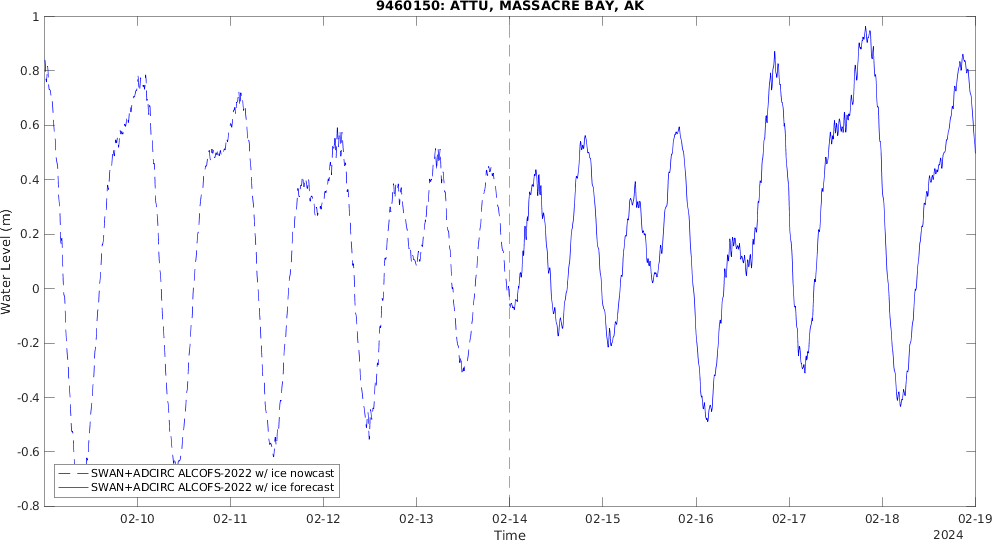 9460150: ATTU, MASSACRE BAY, AK
Water Level (m)
1
0.8
0.6
0.4
0.2
0
-0.2
-0.4
-0.6
-0.8
SWAN+ADCIRC ALCOFS-2022 w/ ice nowcast
SWAN+ADCIRC ALCOFS-2022 w/ ice forecast
02-10 02-11 02-12 02-13 02-14 02-15 02-16 02-17 02-18 02-19
Time
2024